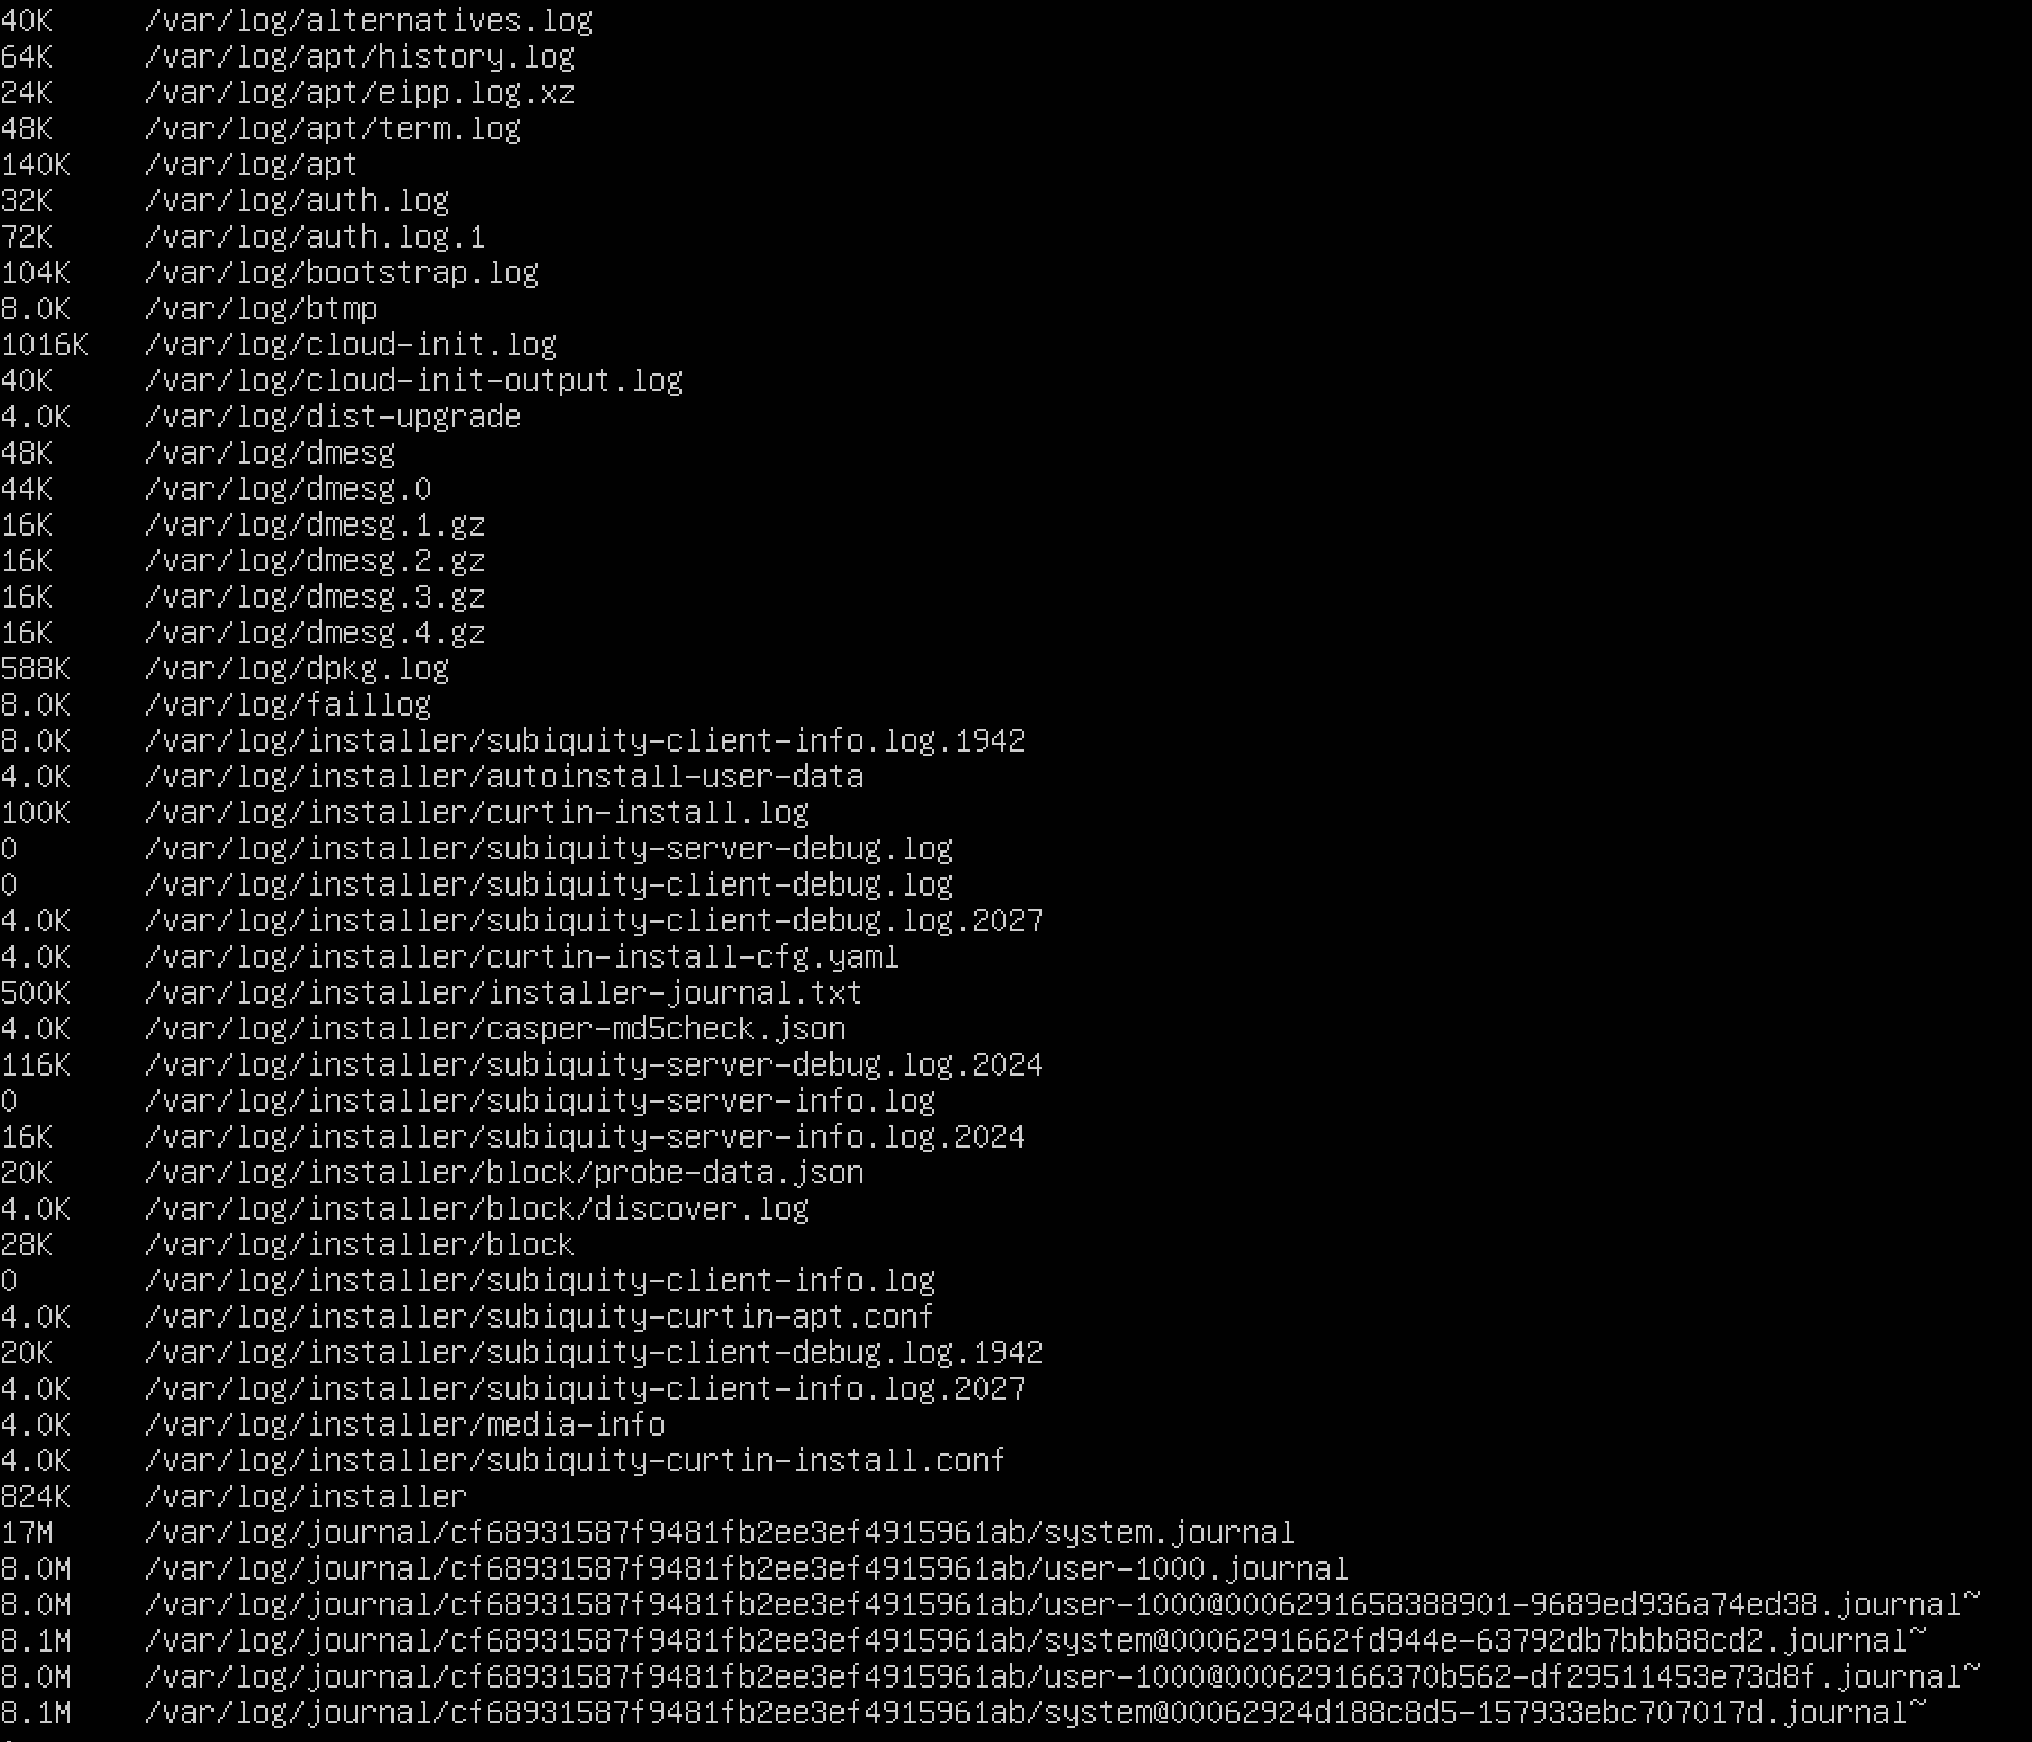 40K /var/log/alternatives.log
64K /var/log/apt/history.log
24K /var/log/apt/eipp.log.xz
48K /var/log/apt/term.log
140K /var/log/apt
32K /var/log/auth.log
72K /var/log/auth.log.1
104K /var/log/bootstrap.log
8.0K /var/log/btmp
1016K /var/log/cloud-init.log
40K /var/log/cloud-init-output.log
4.0K /var/log/dist-upgrade
48K /var/log/dmesg
44K /var/log/dmesg.0
16K /var/log/dmesg.1.gz
16K /var/log/dmesg.2.gz
16K /var/log/dmesg.3.gz
16K /var/log/dmesg.4.gz
588K /var/log/dpkg.log
8.0K /var/log/faillog
8.0K /var/log/installer/subiquity-client-info.log.1942
4.0K /var/log/installer/autoinstall-user-data
100K /var/log/installer/curtin-install.log
0 /var/log/installer/subiquity-server-debug.log
0 /var/log/installer/subiquity-client-debug.log
4.0K /var/log/installer/subiquity-client-debug.log.2027
4.0K /var/log/installer/curtin-install-cfg.yaml
500K /var/log/installer/installer-journal.txt
4.0K /var/log/installer/casper-md5check.json
116K /var/log/installer/subiquity-server-debug.log.2024
0 /var/log/installer/subiquity-server-info.log
16K /var/log/installer/subiquity-server-info.log.2024
20K /var/log/installer/block/probe-data.json
4.0K /var/log/installer/block/discover.log
28K /var/log/installer/block
0 /var/log/installer/subiquity-client-info.log
4.0K /var/log/installer/subiquity-curtin-apt.conf
20K /var/log/installer/subiquity-client-debug.log.1942
4.0K /var/log/installer/subiquity-client-info.log.2027
4.0K /var/log/installer/media-info
4.0K /var/log/installer/subiquity-curtin-install.conf
824K /var/log/installer
17M /var/log/journal/cf68931587f9481fb2ee3ef4915961ab/system.journal
8.0M /var/log/journal/cf68931587f9481fb2ee3ef4915961ab/user-1000.journal
8.0M /var/log/journal/cf68931587f9481fb2ee3ef4915961ab/user-1000@0006291658388901-9689ed936a74ed38.journal~
8.1M /var/log/journal/cf68931587f9481fb2ee3ef4915961ab/system@0006291662fd944e-63792db7bbb88cd2.journal~
8.0M /var/log/journal/cf68931587f9481fb2ee3ef4915961ab/user-1000@000629166370b562-df29511453e73d8f.journal~
8.1M /var/log/journal/cf68931587f9481fb2ee3ef4915961ab/system@00062924d188c8d5-157933ebc707017d.journal~